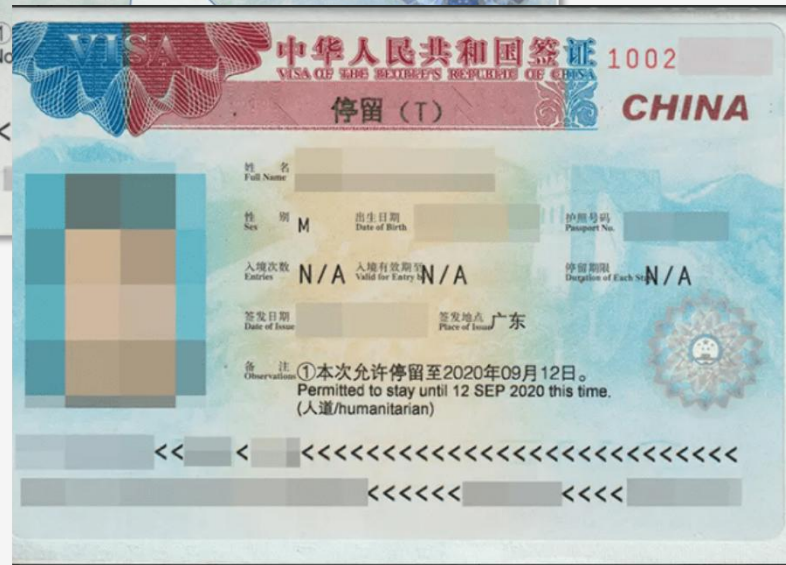 VISA 中华人民共和国签证 1002
VISA OF THE PEOPLE'S REPUBLIC OF CHINA
停留（T） CHINA
姓 名
Full Name
性 别 M 出生日期 护照号码
Sex Date of Birth Passport No.
入境次数 N/A 入境有效期至 N/A 停留期限 N/A
Entries Valid for Entry by Duration of Each Stay
签发日期 签发地点 广东
Date of Issue Place of Issue
备 注 ①本次允许停留至2020年09月12日。
Observations Permitted to stay until 12 SEP 2020 this time.
(人道/humanitarian)
<< < <<<<<<<<<<<<<<<<<<<<<<<<<<<<
<<<<<< <<<<